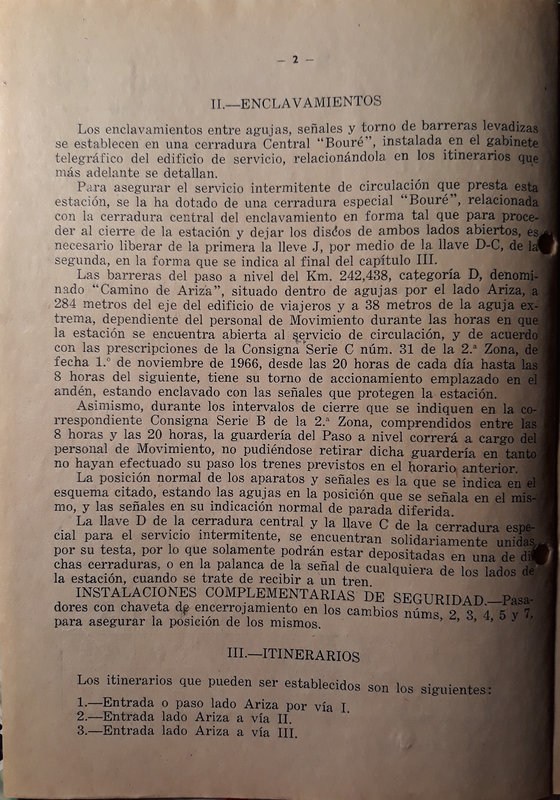 — 2 —
II.—ENCLAVAMIENTOS
Los enclavamientos entre agujas, señales y torno de barreras levadizas
se establecen en una cerradura Central “Bouré”, instalada en el gabinete
telegráfico del edificio de servicio, relacionándola en los itinerarios que
más adelante se detallan.
Para asegurar el servicio intermitente de circulación que presta esta
estación, se la ha dotado de una cerradura especial “Bouré”, relacionada
con la cerradura central del enclavamiento en forma tal que para proce-
der al cierre de la estación y dejar los discos de ambos lados abiertos, es
necesario liberar de la primera la lleve J, por medio de la llave D-C, de la
segunda, en la forma que se indica al final del capítulo III.
Las barreras del paso a nivel del Km. 242,438, categoría D, denomi-
nado “Camino de Ariza”, situado dentro de agujas por el lado Ariza, a
284 metros del eje del edificio de viajeros y a 38 metros de la aguja ex-
trema, dependiente del personal de Movimiento durante las horas en que
la estación se encuentra abierta al servicio de circulación, y de acuerdo
con las prescripciones de la Consigna Serie C núm. 31 de la 2.ª Zona, de
fecha 1.º de noviembre de 1966, desde las 20 horas de cada día hasta las
8 horas del siguiente, tiene su torno de accionamiento emplazado en el
andén, estando enclavado con las señales que protegen la estación.
Asimismo, durante los intervalos de cierre que se indiquen en la co-
rrespondiente Consigna Serie B de la 2.ª Zona, comprendidos entre las
8 horas y las 20 horas, la guardería del Paso a nivel correrá a cargo del
personal de Movimiento, no pudiéndose retirar dicha guardería en tanto
no hayan efectuado su paso los trenes previstos en el horario anterior.
La posición normal de los aparatos y señales es la que se indica en el
esquema citado, estando las agujas en la posición que se señala en el mis-
mo, y las señales en su indicación normal de parada diferida.
La llave D de la cerradura central y la llave C de la cerradura espe-
cial para el servicio intermitente, se encuentran solidariamente unidas
por su testa, por lo que solamente podrán estar depositadas en una de di-
chas cerraduras, o en la palanca de la señal de cualquiera de los lados de
la estación, cuando se trate de recibir a un tren.
INSTALACIONES COMPLEMENTARIAS DE SEGURIDAD.—Pasa-
dores con chaveta de encerrojamiento en los cambios núms, 2, 3, 4, 5 y 7,
para asegurar la posición de los mismos.
III.—ITINERARIOS
Los itinerarios que pueden ser establecidos son los siguientes:
1.—Entrada o paso lado Ariza por vía I.
2.—Entrada lado Ariza a vía II.
3.—Entrada lado Ariza a vía III.